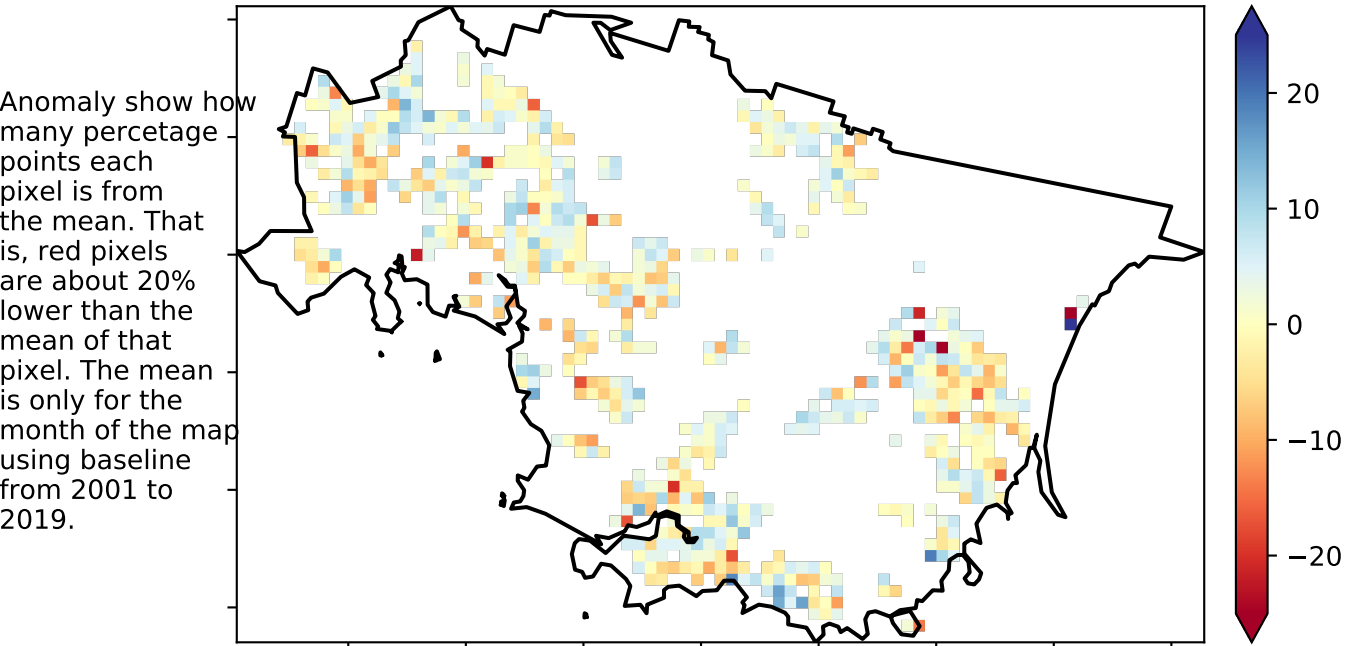 Anomaly show how
many percetage
points each
pixel is from
the mean. That
is, red pixels
are about 20%
lower than the
mean of that
pixel. The mean
is only for the
month of the map
using baseline
from 2001 to
2019.
20
10
0
−10
−20